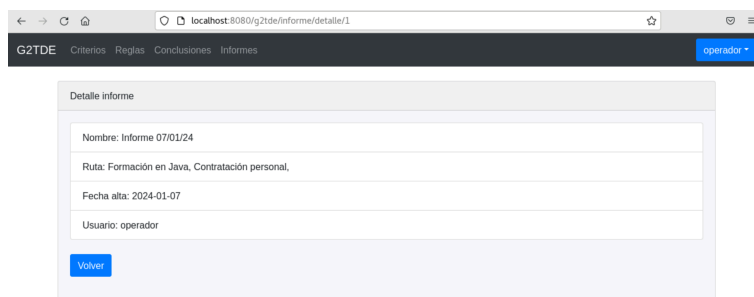 localhost:8080/g2tde/informe/detalle/1
G2TDE Criterios Reglas Conclusiones Informes operador
Detalle informe
Nombre: Informe 07/01/24
Ruta: Formación en Java, Contratación personal,
Fecha alta: 2024-01-07
Usuario: operador
Volver